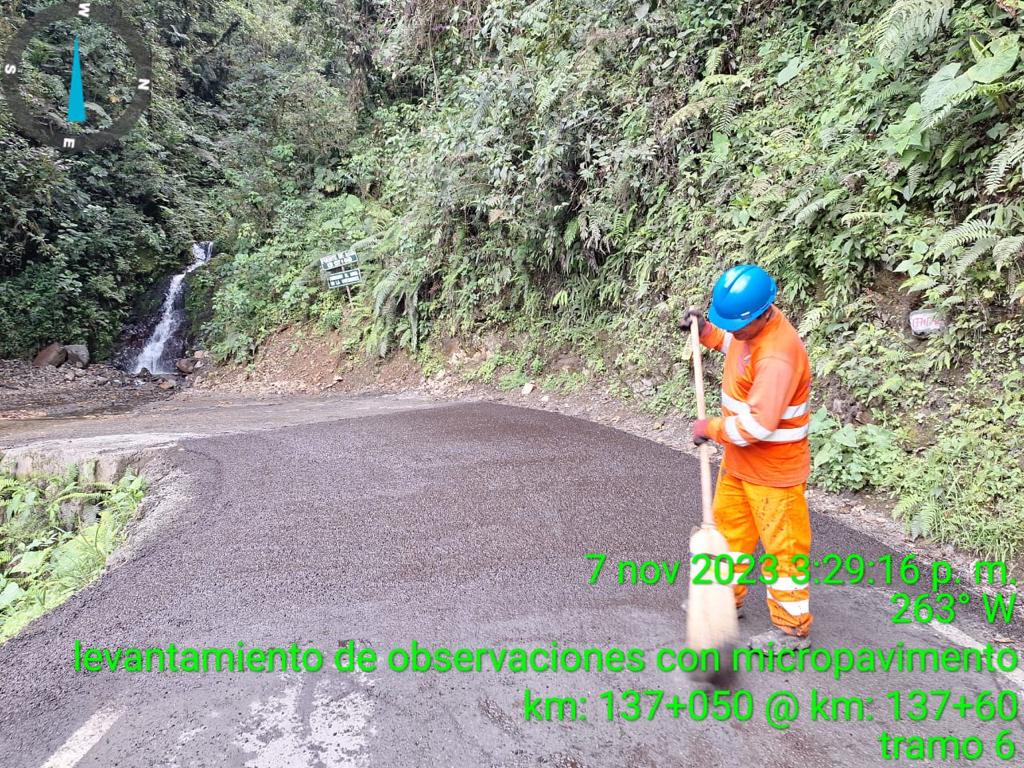 W
S
N
E
7 nov 2023 3:29:16 p. m.
263° W
levantamiento de observaciones con micropavimento
km: 137+050 @ km: 137+60
tramo 6